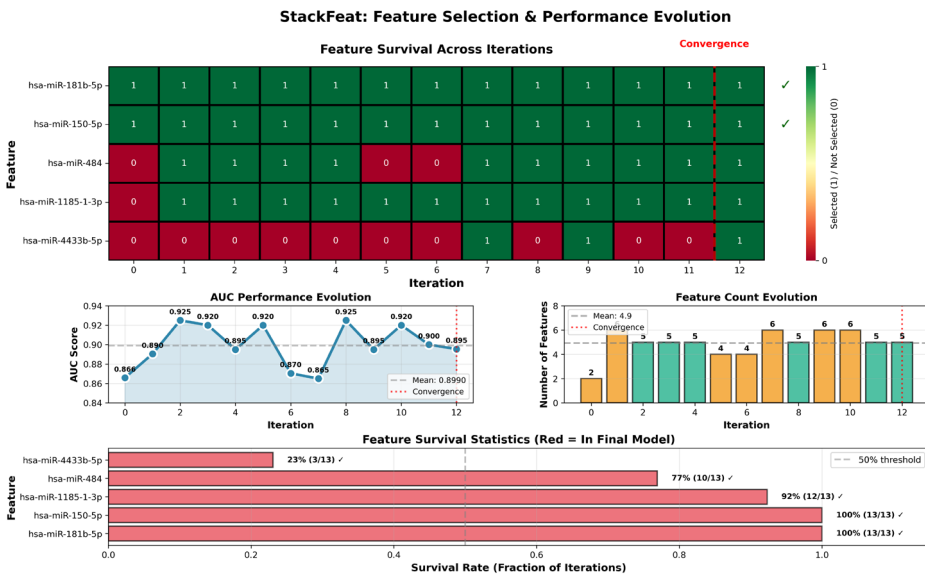 StackFeat: Feature Selection & Performance Evolution
Feature Survival Across Iterations
Convergence
Feature
hsa-miR-181b-5p 1 1 1 1 1 1 1 1 1 1 1 1 1 ✓
hsa-miR-150-5p 1 1 1 1 1 1 1 1 1 1 1 1 1 ✓
hsa-miR-484 0 1 1 1 1 0 0 1 1 1 1 1 1
hsa-miR-1185-1-3p 0 1 1 1 1 1 1 1 1 1 1 1 1
hsa-miR-4433b-5p 0 0 0 0 0 0 0 1 0 1 0 0 1
0 1 2 3 4 5 6 7 8 9 10 11 12
Iteration
1
0
Selected (1) / Not Selected (0)
AUC Performance Evolution
AUC Score
0.94
0.92
0.90
0.88
0.86
0.84
0.866 0.890 0.925 0.920 0.895 0.920 0.870 0.865 0.925 0.895 0.920 0.900 0.895
Mean: 0.8990
Convergence
0 2 4 6 8 10 12
Iteration
Feature Count Evolution
Number of Features
8
6
4
2
0
Mean: 4.9
Convergence
2 5 5 5 4 4 6 5 6 6 5 5
0 2 4 6 8 10 12
Iteration
Feature Survival Statistics (Red = In Final Model)
Feature
hsa-miR-4433b-5p 23% (3/13) ✓
50% threshold
hsa-miR-484 77% (10/13) ✓
hsa-miR-1185-1-3p 92% (12/13) ✓
hsa-miR-150-5p 100% (13/13) ✓
hsa-miR-181b-5p 100% (13/13) ✓
0.0 0.2 0.4 0.6 0.8 1.0
Survival Rate (Fraction of Iterations)